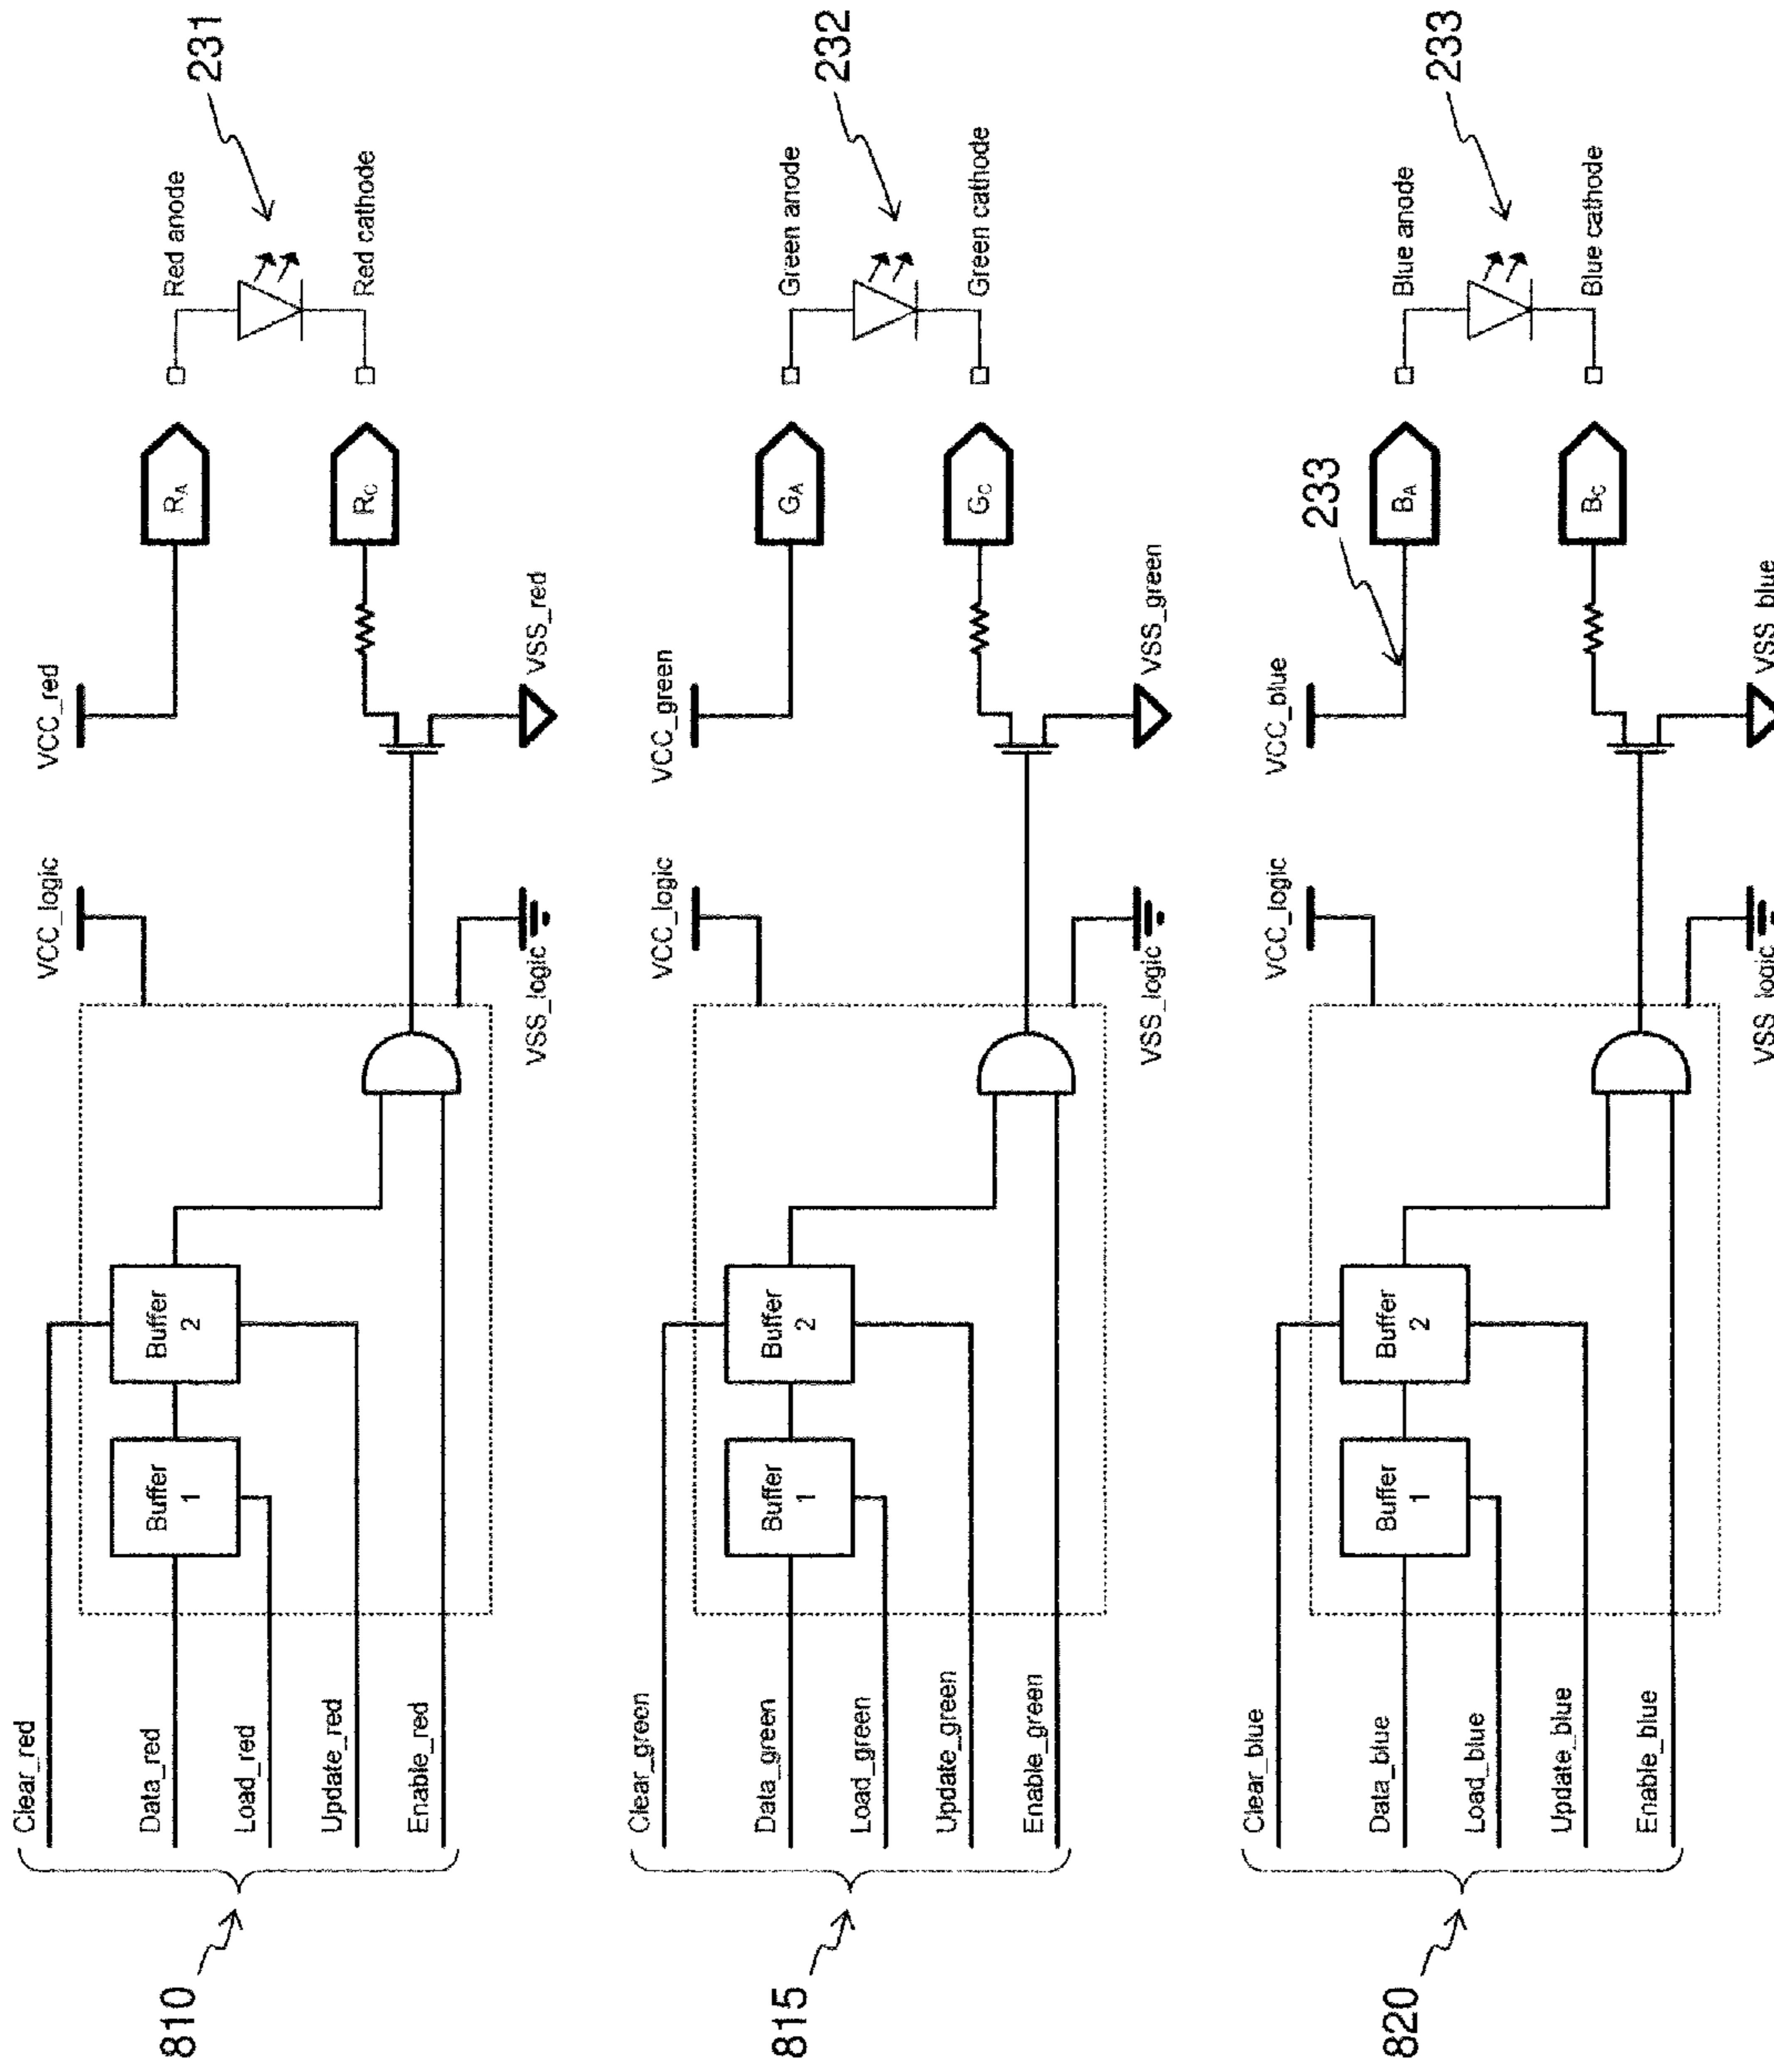 810
Clear_red
Data_red
Load_red
Update_red
Enable_red
Buffer
1
Buffer
2
VCC_logic
VSS_logic
VCC_red
VSS_red
RA
RC
Red anode
Red cathode
231
815
Clear_green
Data_green
Load_green
Update_green
Enable_green
Buffer
1
Buffer
2
VCC_logic
VSS_logic
VCC_green
VSS_green
GA
GC
Green anode
Green cathode
232
820
Clear_blue
Data_blue
Load_blue
Update_blue
Enable_blue
Buffer
1
Buffer
2
VCC_logic
VSS_logic
VCC_blue
VSS_blue
233
BA
BC
Blue anode
Blue cathode
233